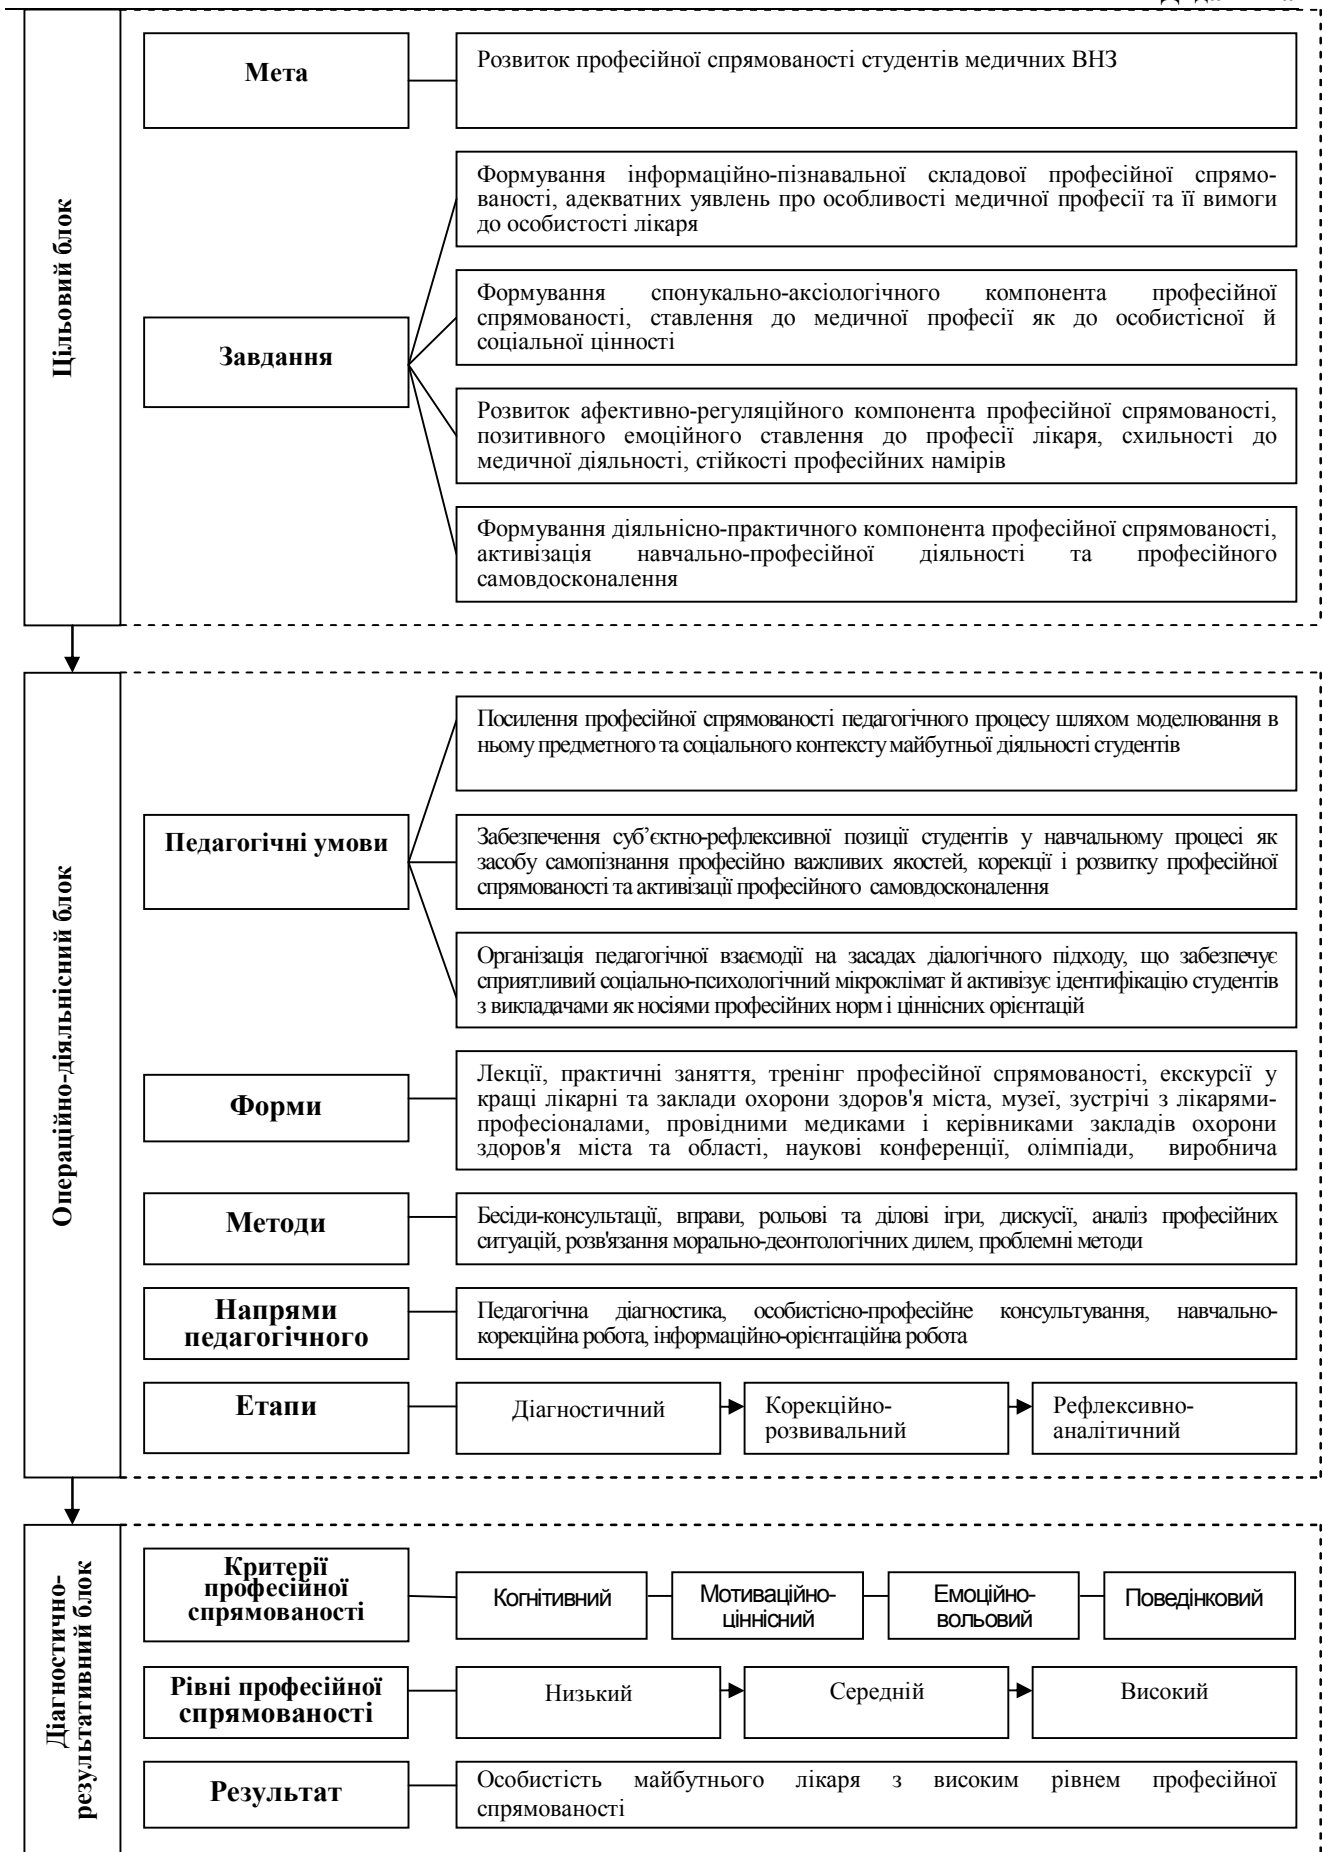 Цільовий блок
Мета
Розвиток професійної спрямованості студентів медичних ВНЗ
Завдання
Формування інформаційно-пізнавальної складової професійної спрямо-
ваності, адекватних уявлень про особливості медичної професії та її вимоги
до особистості лікаря
Формування спонукально-аксіологічного компонента професійної
спрямованості, ставлення до медичної професії як до особистісної й
соціальної цінності
Розвиток афективно-регуляційного компонента професійної спрямованості,
позитивного емоційного ставлення до професії лікаря, схильності до
медичної діяльності, стійкості професійних намірів
Формування діяльнісно-практичного компонента професійної спрямованості,
активізація навчально-професійної діяльності та професійного
самовдосконалення
Операційно-діяльнісний блок
Педагогічні умови
Посилення професійної спрямованості педагогічного процесу шляхом моделювання в
ньому предметного та соціального контексту майбутньої діяльності студентів
Забезпечення суб’єктно-рефлексивної позиції студентів у навчальному процесі як
засобу самопізнання професійно важливих якостей, корекції і розвитку професійної
спрямованості та активізації професійного самовдосконалення
Організація педагогічної взаємодії на засадах діалогічного підходу, що забезпечує
сприятливий соціально-психологічний мікроклімат й активізує ідентифікацію студентів
з викладачами як носіями професійних норм і ціннісних орієнтацій
Форми
Лекції, практичні заняття, тренінг професійної спрямованості, екскурсії у
кращі лікарні та заклади охорони здоров'я міста, музеї, зустрічі з лікарями-
професіоналами, провідними медиками і керівниками закладів охорони
здоров'я міста та області, наукові конференції, олімпіади, виробнича
Методи
Бесіди-консультації, вправи, рольові та ділові ігри, дискусії, аналіз професійних
ситуацій, розв'язання морально-деонтологічних дилем, проблемні методи
Напрями
педагогічного
Педагогічна діагностика, особистісно-професійне консультування, навчально-
корекційна робота, інформаційно-орієнтаційна робота
Етапи
Діагностичний
Корекційно-
розвивальний
Рефлексивно-
аналітичний
Діагностично-
результативний блок
Критерії
професійної
спрямованості
Когнітивний
Мотиваційно-
ціннісний
Емоційно-
вольовий
Поведінковий
Рівні професійної
спрямованості
Низький
Середній
Високий
Результат
Особистість майбутнього лікаря з високим рівнем професійної
спрямованості